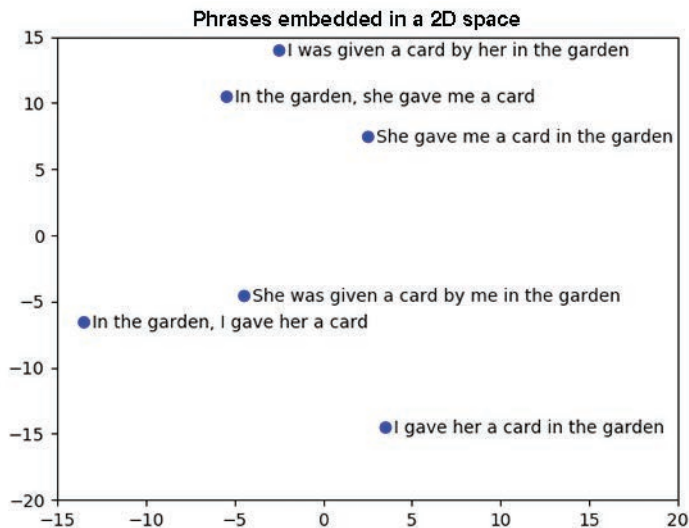 Phrases embedded in a 2D space
15
I was given a card by her in the garden
10
In the garden, she gave me a card
She gave me a card in the garden
5
0
−5
She was given a card by me in the garden
In the garden, I gave her a card
−10
−15
I gave her a card in the garden
−20
−15 −10 −5 0 5 10 15 20